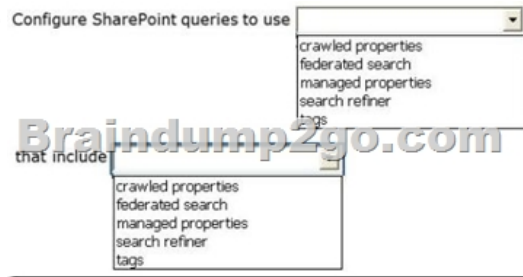 Configure SharePoint queries to use
crawled properties
federated search
managed properties
search refiner
tags
Braindump2go.com
that include
crawled properties
federated search
managed properties
search refiner
tags